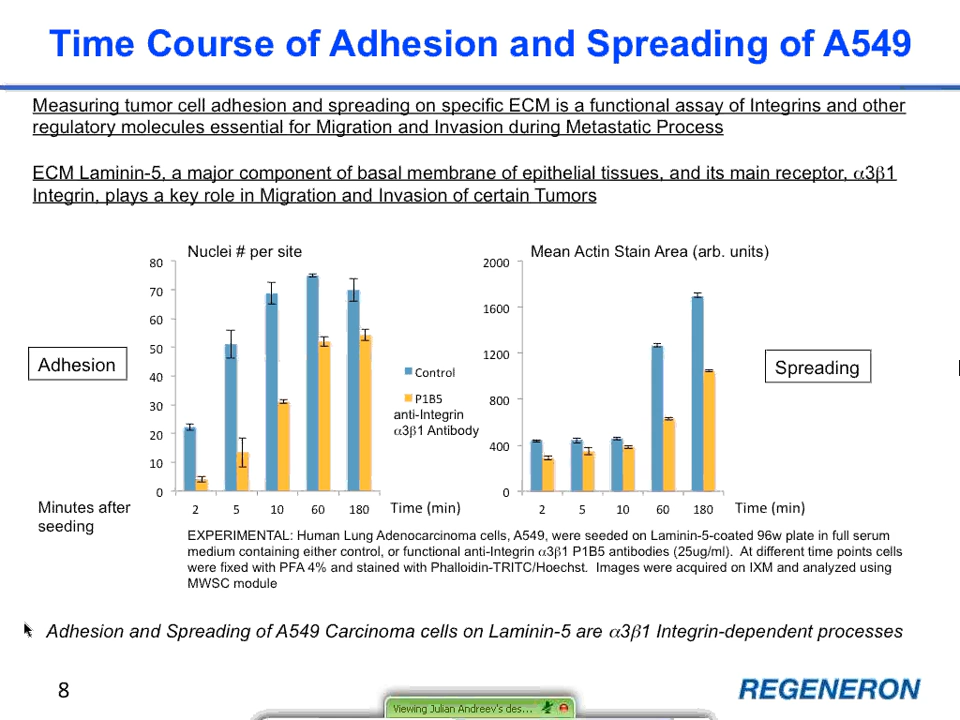 Time Course of Adhesion and Spreading of A549
Measuring tumor cell adhesion and spreading on specific ECM is a functional assay of Integrins and other
regulatory molecules essential for Migration and Invasion during Metastatic Process
ECM Laminin-5, a major component of basal membrane of epithelial tissues, and its main receptor, α3β1
Integrin, plays a key role in Migration and Invasion of certain Tumors
Nuclei # per site
80
70
60
50
40
30
20
10
0
2 5 10 60 180
Time (min)
Adhesion
Minutes after
seeding
Control
P1B5
anti-Integrin
α3β1 Antibody
Mean Actin Stain Area (arb. units)
2000
1600
1200
800
400
0
2 5 10 60 180
Time (min)
Spreading
EXPERIMENTAL: Human Lung Adenocarcinoma cells, A549, were seeded on Laminin-5-coated 96w plate in full serum
medium containing either control, or functional anti-Integrin α3β1 P1B5 antibodies (25ug/ml). At different time points cells
were fixed with PFA 4% and stained with Phalloidin-TRITC/Hoechst. Images were acquired on IXM and analyzed using
MWSC module
Adhesion and Spreading of A549 Carcinoma cells on Laminin-5 are α3β1 Integrin-dependent processes
8
REGENERON
Viewing Julian Andreev's des...